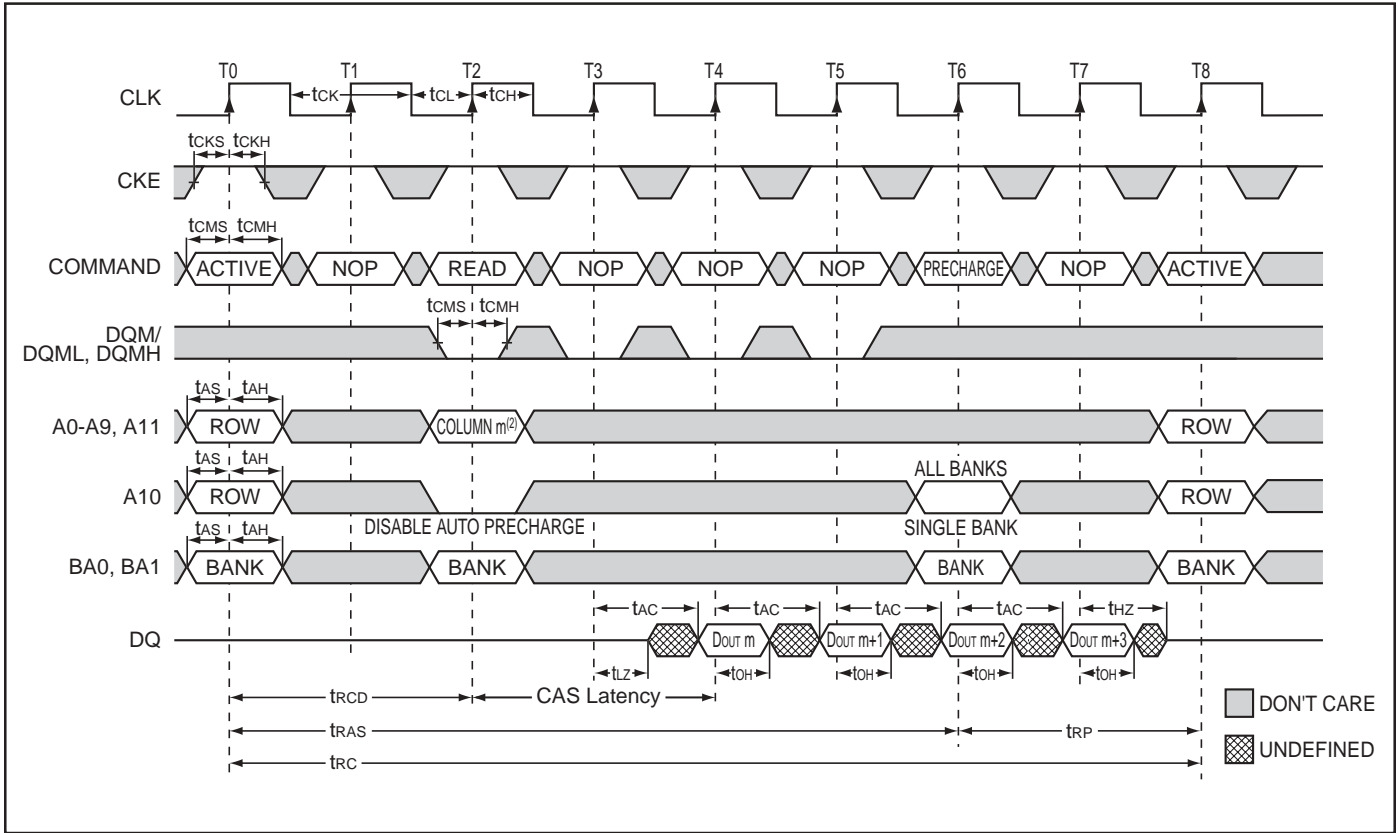 T0 T1 T2 T3 T4 T5 T6 T7 T8
CLK tCK tCL tCH
tCKS tCKH
CKE
tCMS tCMH
COMMAND ACTIVE NOP READ NOP NOP NOP PRECHARGE NOP ACTIVE
tCMS tCMH
DQM/
DQML, DQMH
tAS tAH
A0-A9, A11 ROW COLUMN m(2) ROW
tAS tAH ALL BANKS
A10 ROW ROW
DISABLE AUTO PRECHARGE SINGLE BANK
tAS tAH
BA0, BA1 BANK BANK BANK BANK
tAC tAC tAC tAC tHZ
DQ DOUT m DOUT m+1 DOUT m+2 DOUT m+3
tLZ tOH tOH tOH tOH
tRCD CAS Latency
DON'T CARE
tRAS tRP
UNDEFINED
tRC